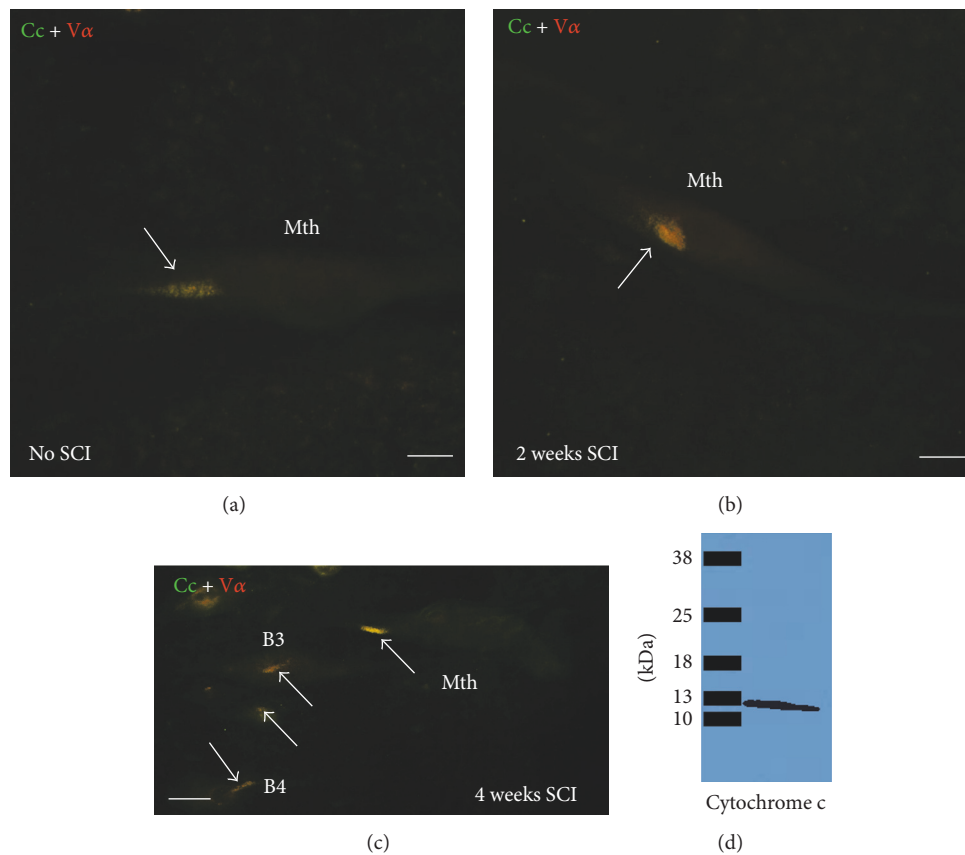 Cc + Vα
Mth
No SCI
(a)
Cc + Vα
Mth
2 weeks SCI
(b)
Cc + Vα
B3
Mth
B4
4 weeks SCI
(c)
38
25
18
13
10
(kDa)
Cytochrome c
(d)